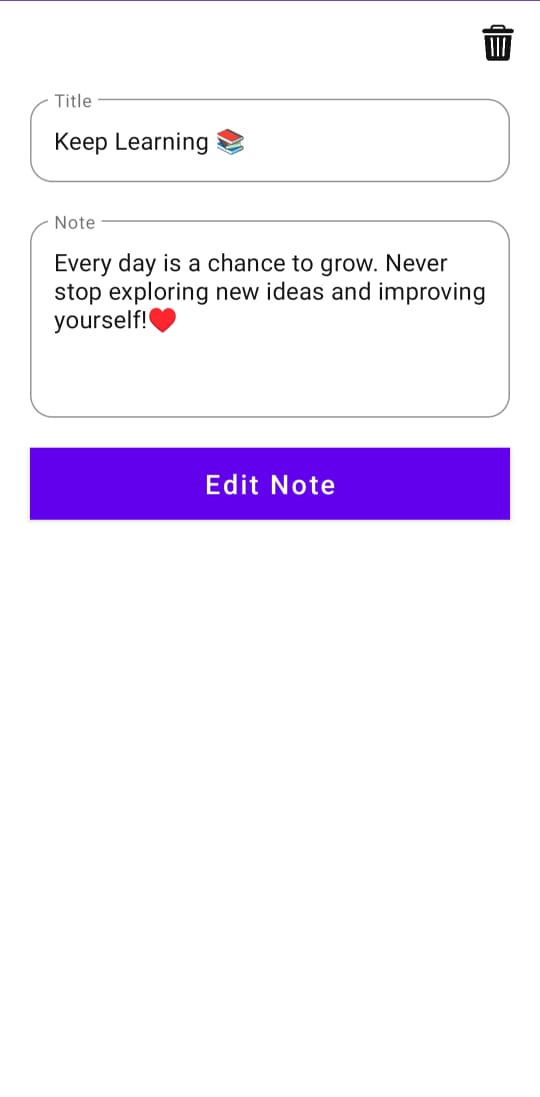 Title
Keep Learning 📚
Note
Every day is a chance to grow. Never
stop exploring new ideas and improving
yourself!❤️
Edit Note